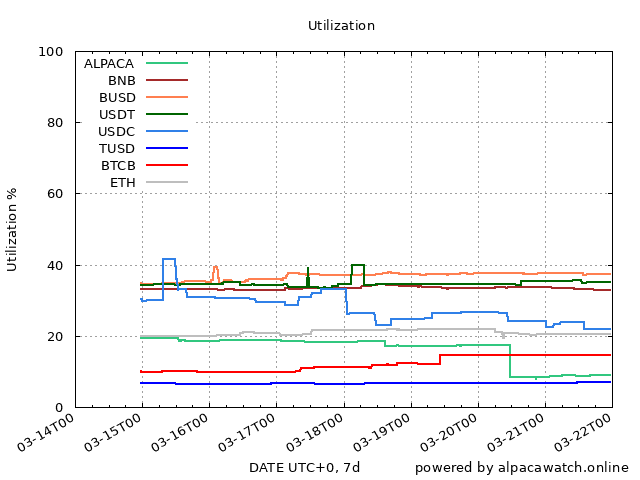 Utilization
100
80
60
40
20
0
Utilization %
ALPACA
BNB
BUSD
USDT
USDC
TUSD
BTCB
ETH
03-14T00
03-15T00
03-16T00
03-17T00
03-18T00
03-19T00
03-20T00
03-21T00
03-22T00
DATE UTC+0, 7d
powered by alpacawatch.online